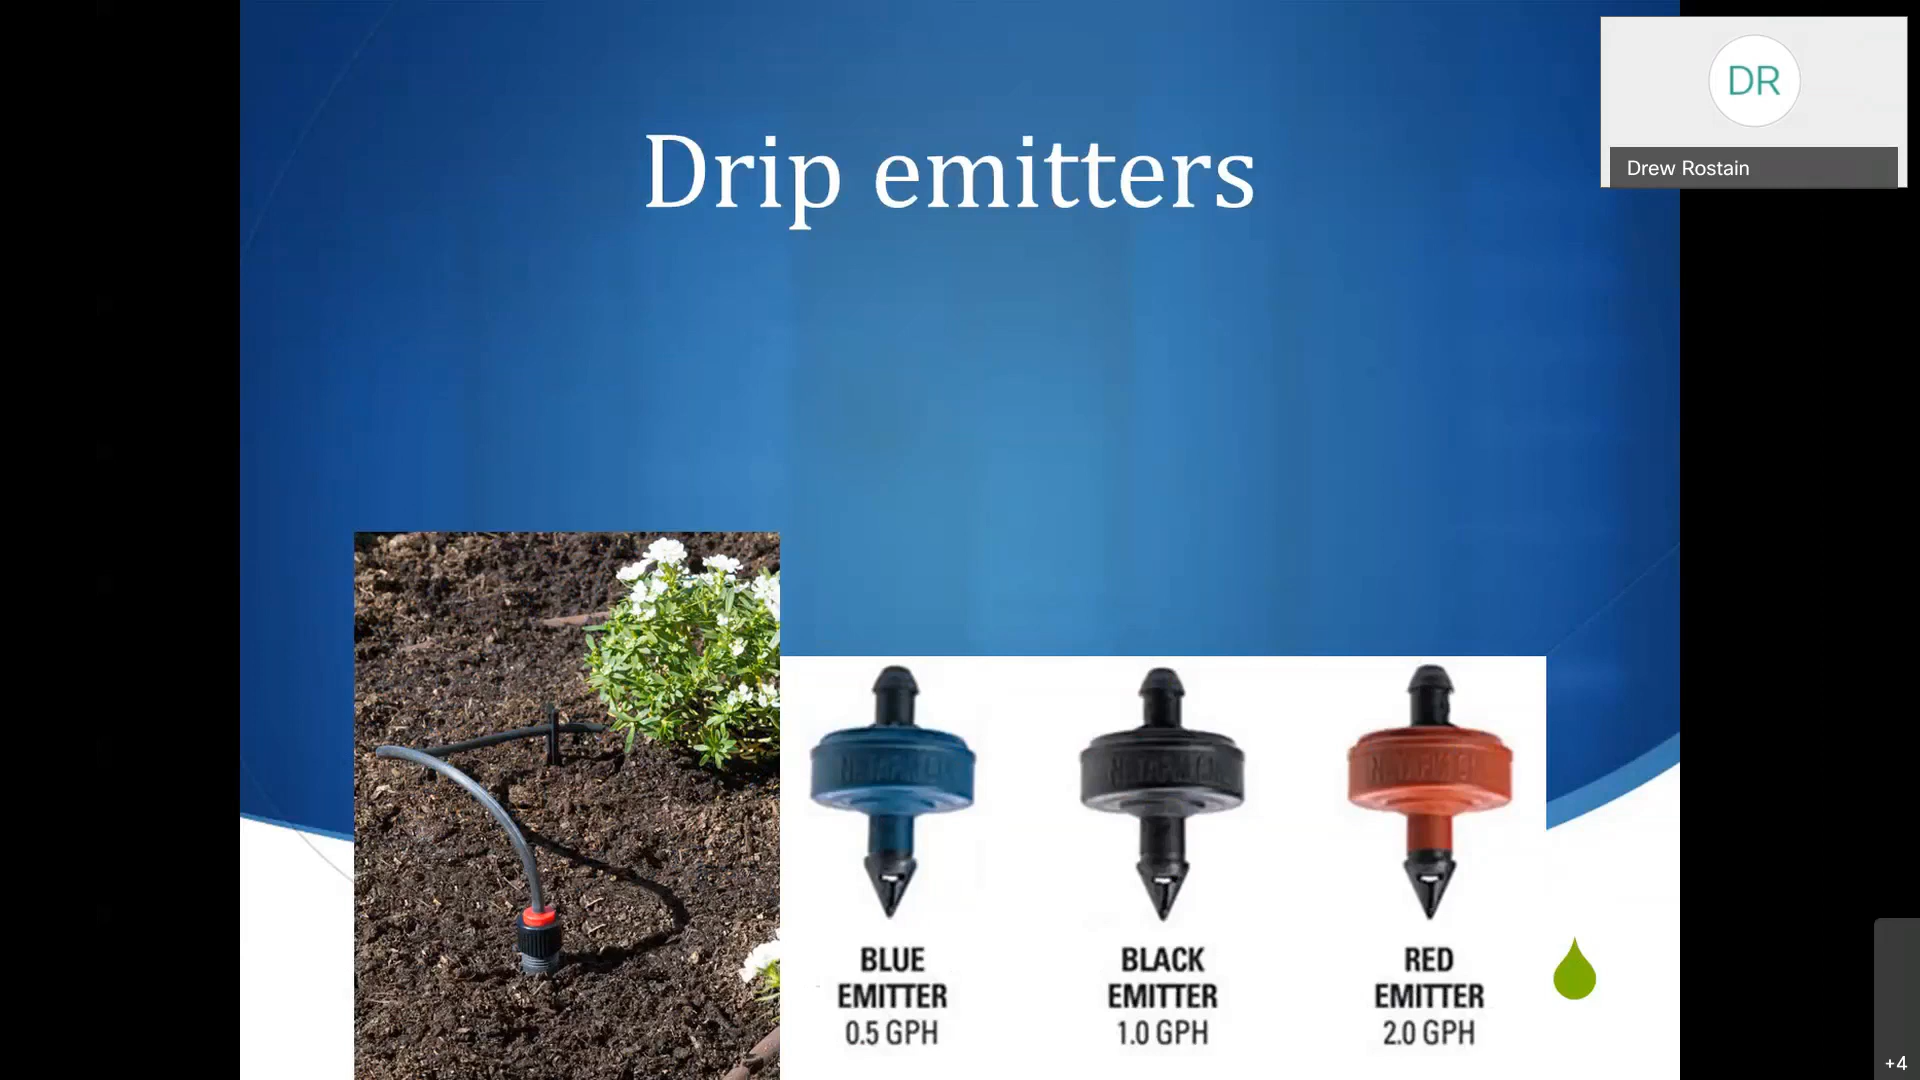 DR
Drew Rostain
Drip emitters
BLUE
EMITTER
0.5 GPH
BLACK
EMITTER
1.0 GPH
RED
EMITTER
2.0 GPH
+4